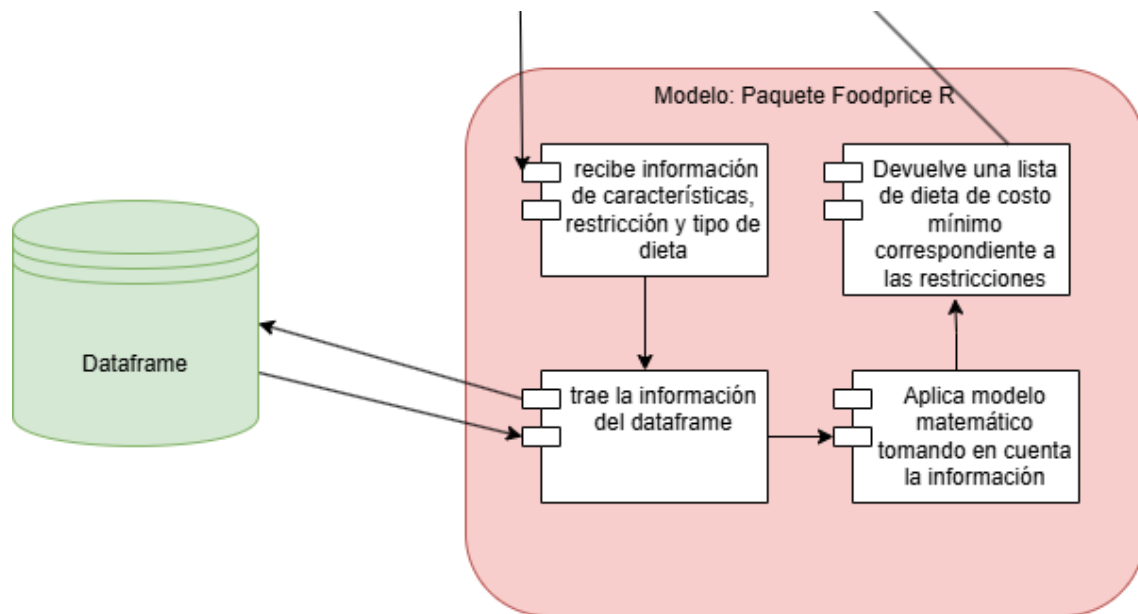 Modelo: Paquete Foodprice R
recibe información
de características,
restricción y tipo de
dieta
Devuelve una lista
de dieta de costo
mínimo
correspondiente a
las restricciones
Dataframe
trae la información
del dataframe
Aplica modelo
matemático
tomando en cuenta
la información